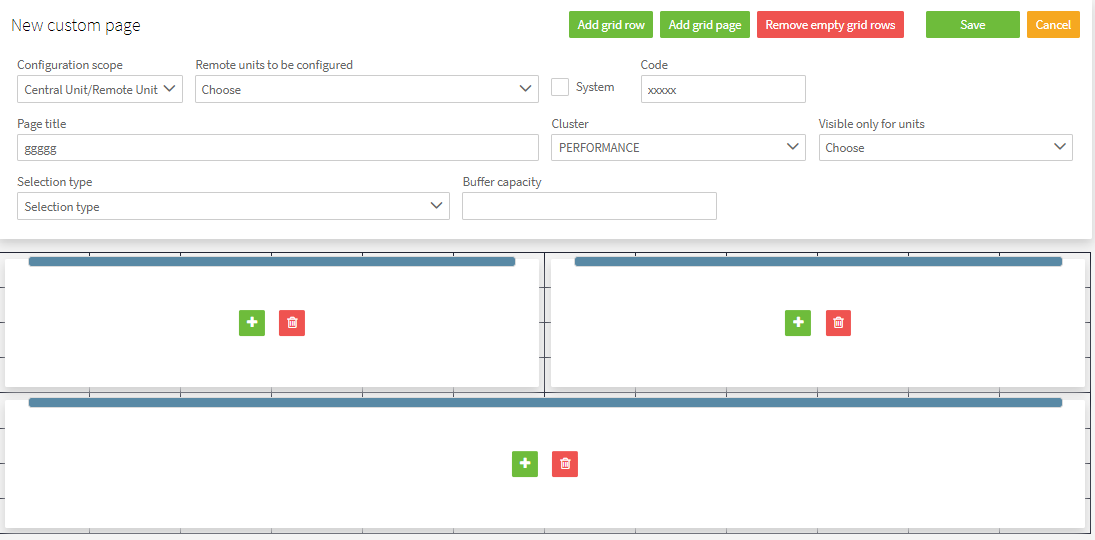 New custom page
Add grid row
Add grid page
Remove empty grid rows
Save
Cancel
Configuration scope
Remote units to be configured
Code
Central Unit/Remote Unit
Choose
System
xxxxx
Page title
Cluster
Visible only for units
ggggg
PERFORMANCE
Choose
Selection type
Buffer capacity
Selection type